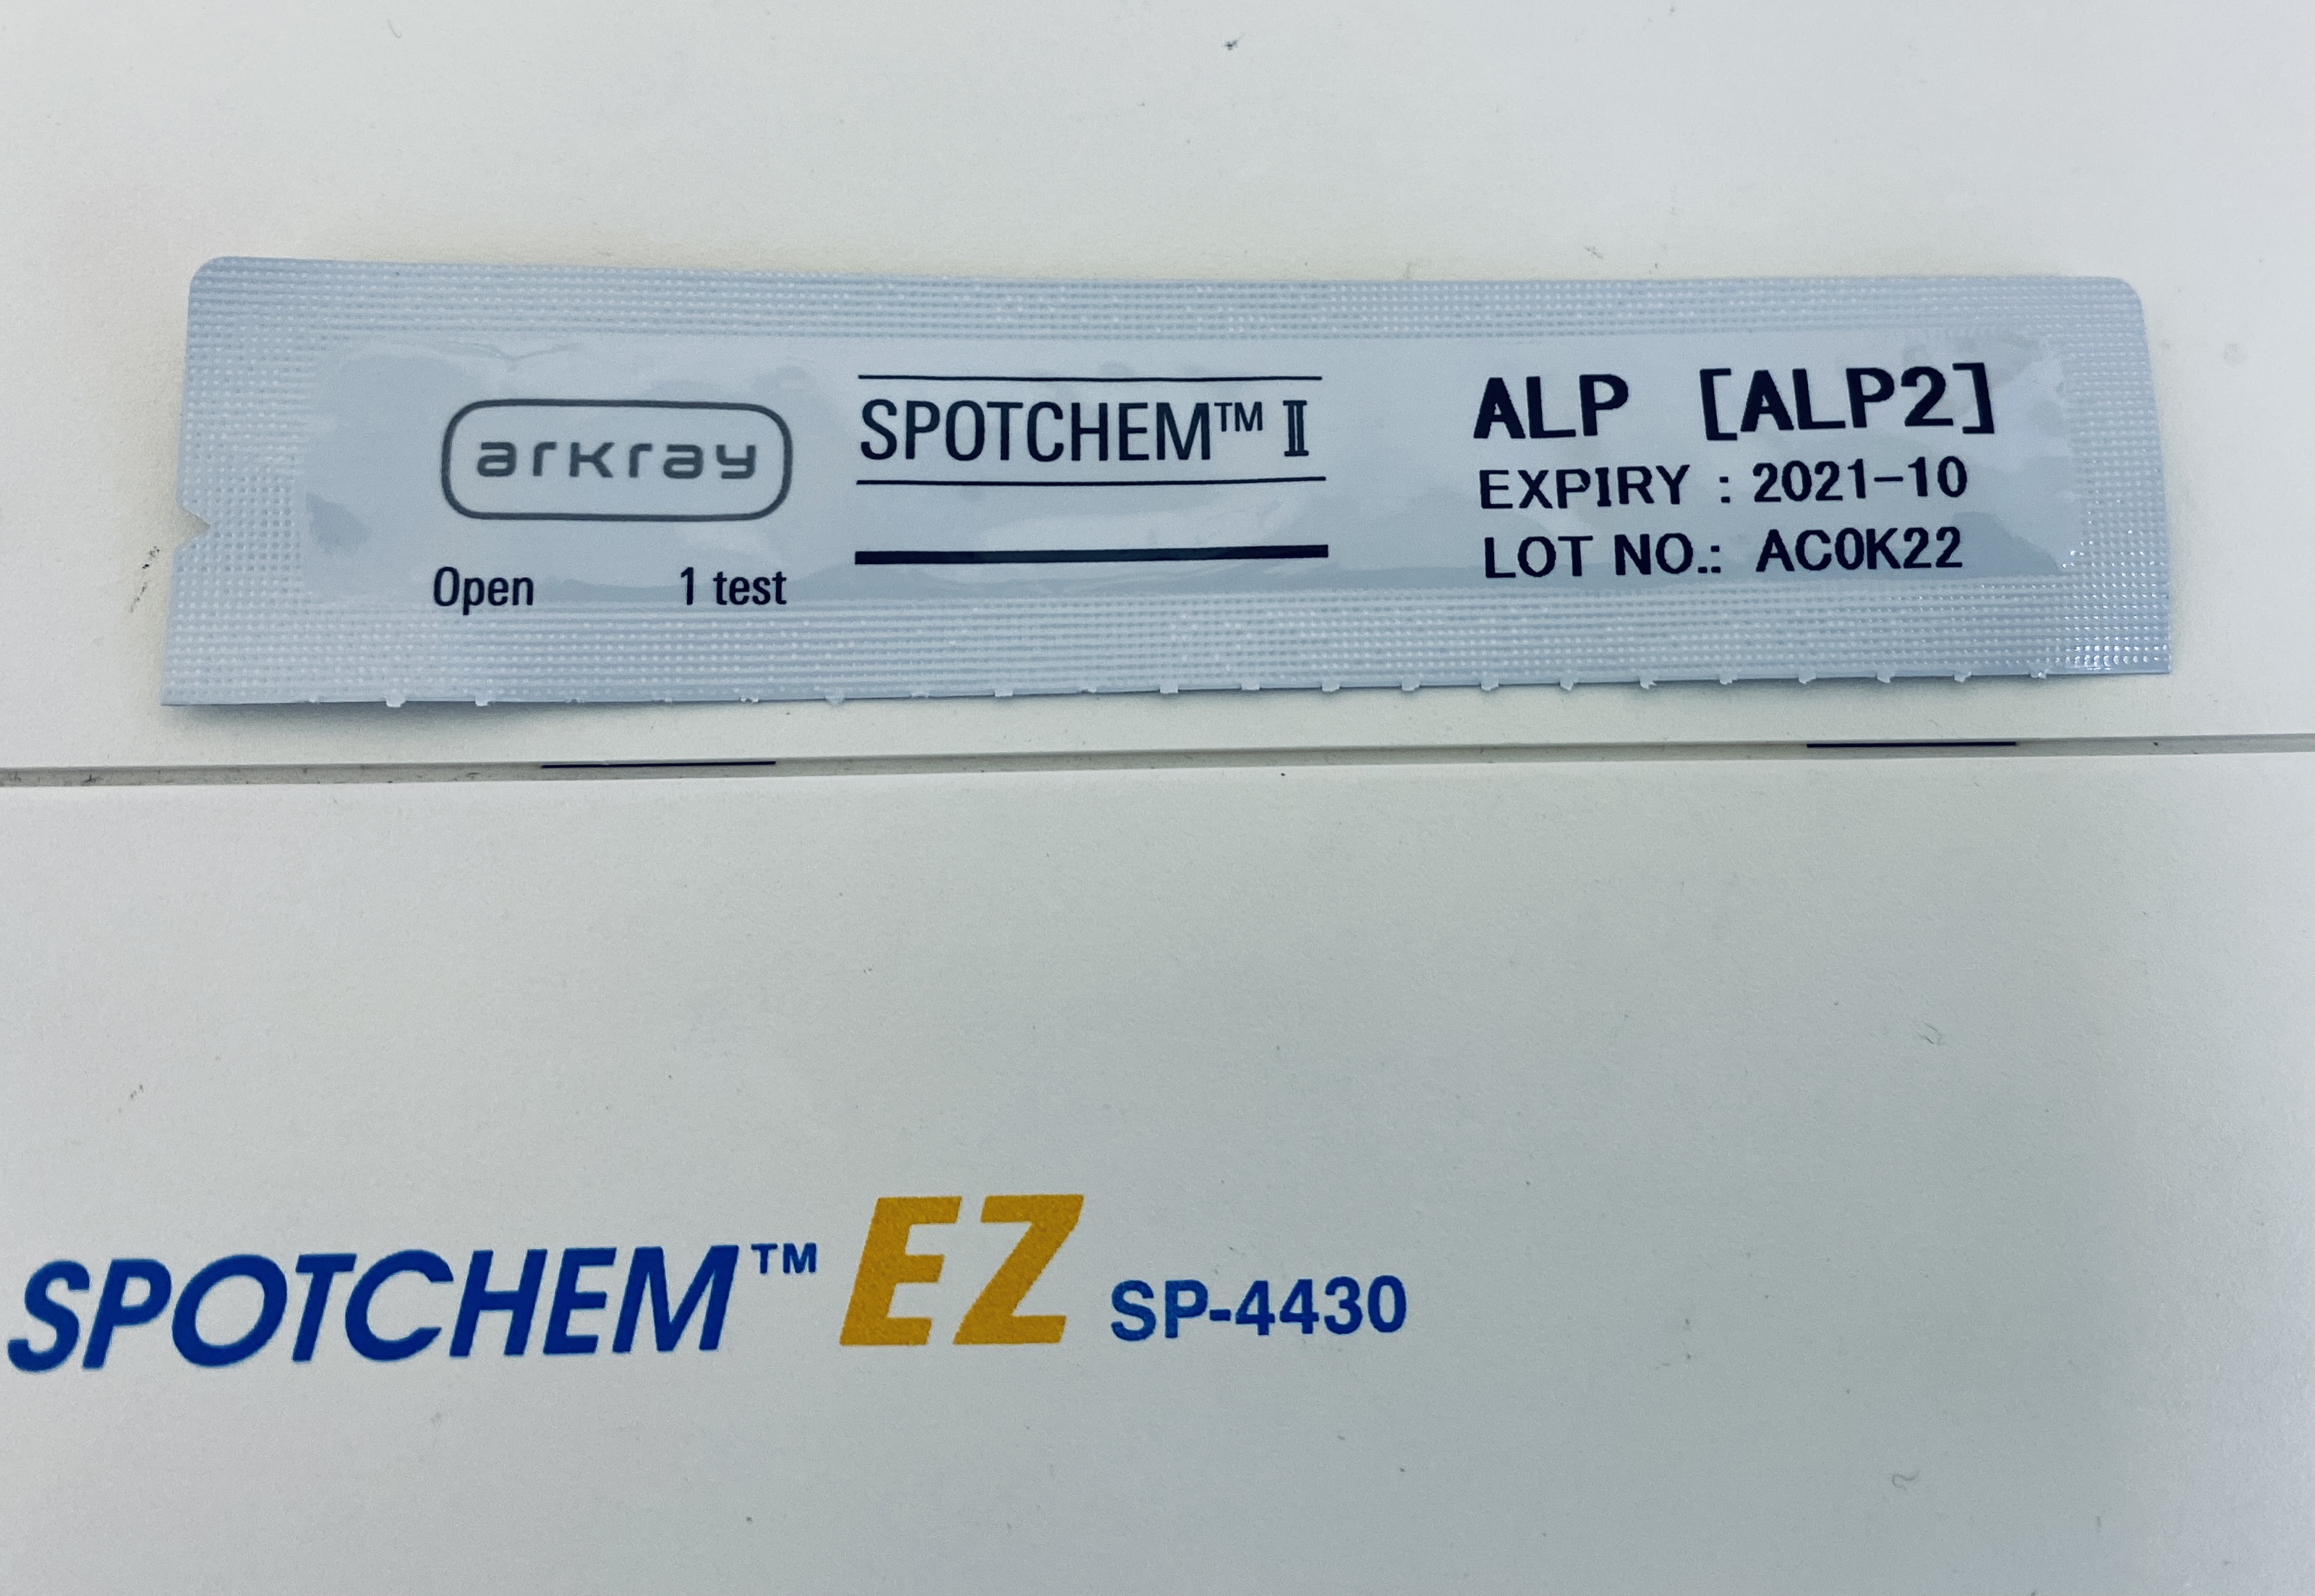 arkray
Open 1 test
SPOTCHEM™ Ⅱ
ALP [ALP2]
EXPIRY : 2021-10
LOT NO.: AC0K22
SPOTCHEM™ EZ SP-4430